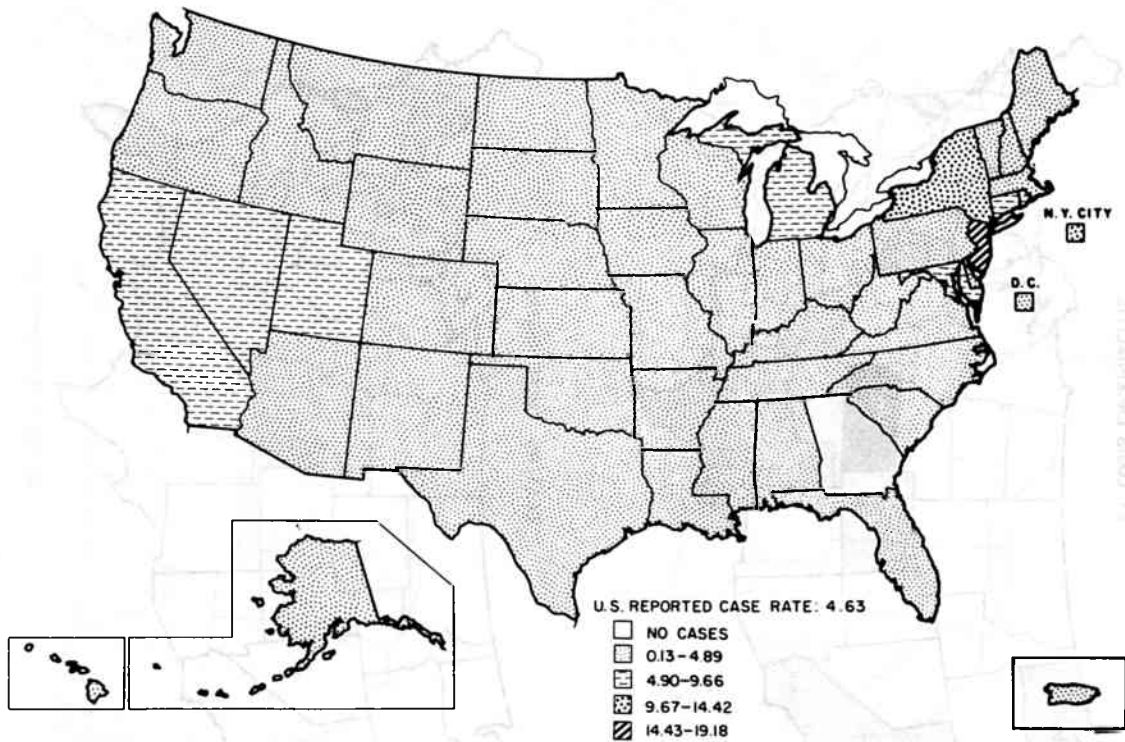 N.Y. CITY
D.C.
U.S. REPORTED CASE RATE: 4.63
NO CASES
0.13-4.89
4.90-9.66
9.67-14.42
14.43-19.18